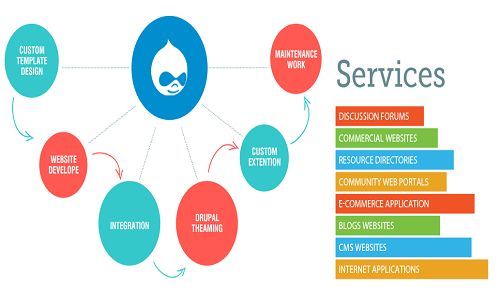 CUSTOM
TEMPLATE
DESIGN
WEBSITE
DEVELOPE
INTEGRATION
DRUPAL
THEAMING
CUSTOM
EXTENTION
MAINTENANCE
WORK
Services
DISCUSSION FORUMS
COMMERCIAL WEBSITES
RESOURCE DIRECTORIES
COMMUNITY WEB PORTALS
E-COMMERCE APPLICATION
BLOGS WEBSITES
CMS WEBSITES
INTERNET APPLICATIONS